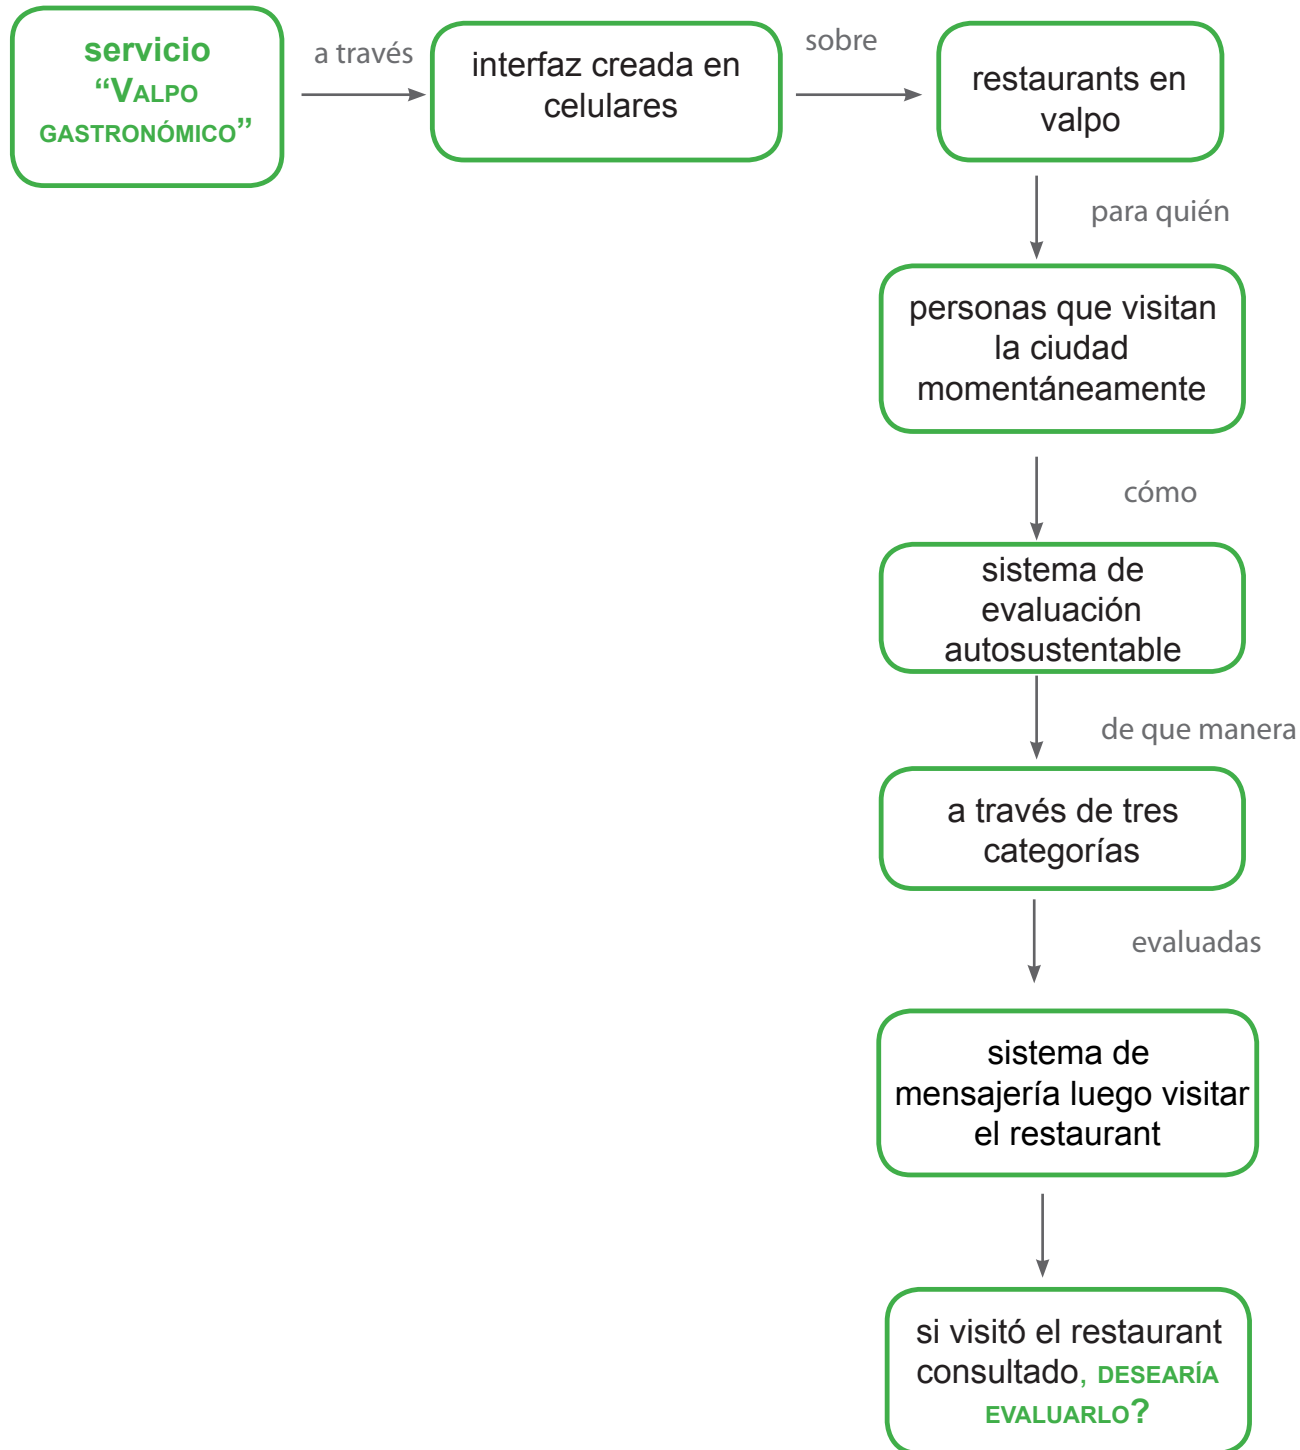 servicio
“Valpo
gastronómico”
a través
interfaz creada en
celulares
sobre
restaurants en
valpo
para quién
personas que visitan
la ciudad
momentáneamente
cómo
sistema de
evaluación
autosustentable
de que manera
a través de tres
categorías
evaluadas
sistema de
mensajería luego visitar
el restaurant
si visitó el restaurant
consultado, desearía
evaluarlo?